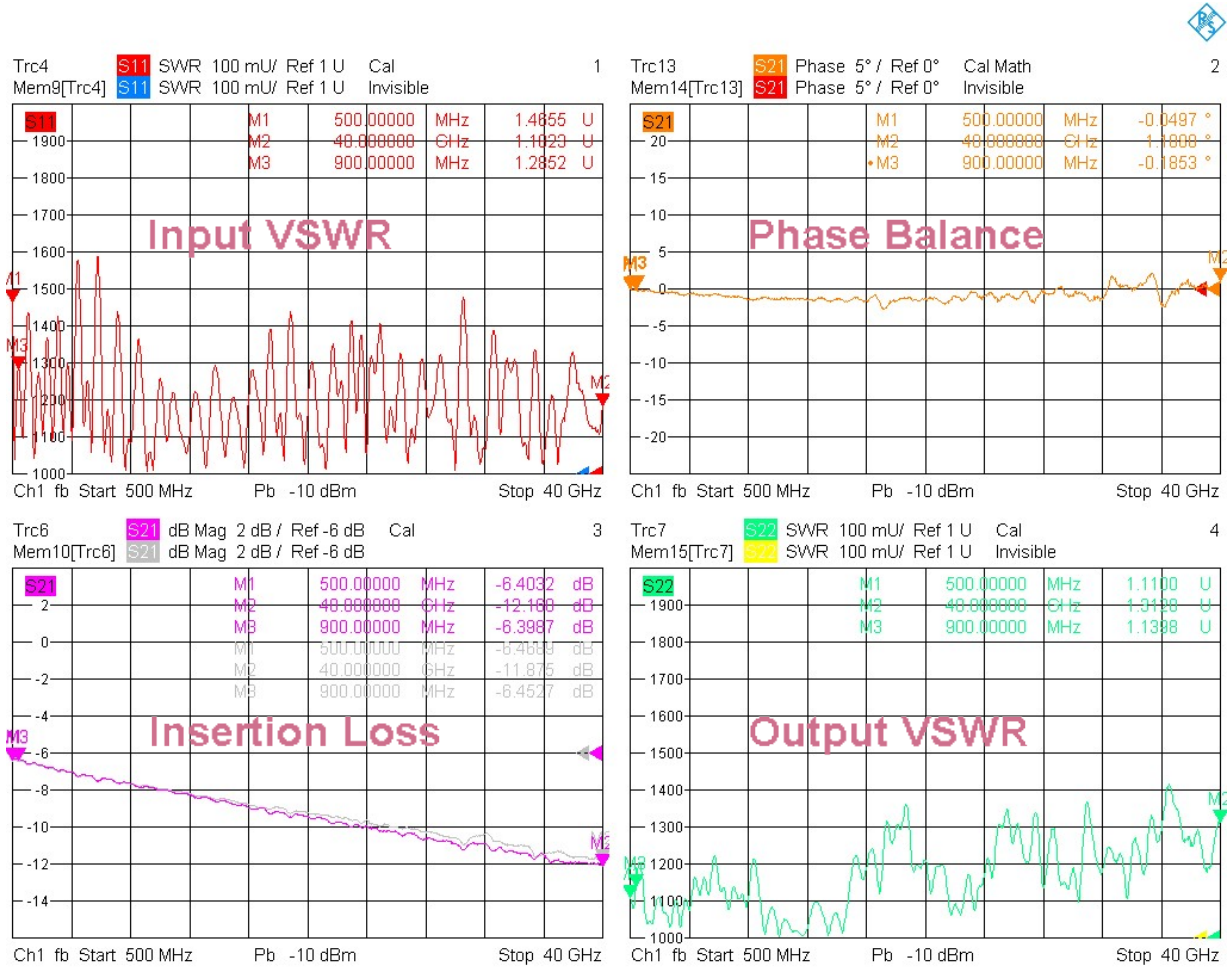 R&S
Trc4 S11 SWR 100 mU/ Ref 1 U Cal 1
Mem9[Trc4] S11 SWR 100 mU/ Ref 1 U Invisible
S11
M1 500.00000 MHz 1.4655 U
M2 40.000000 GHz U
M3 900.00000 MHz 1.2852 U
1900
1800
1700
1600
1500
1400
1300
1200
1100
1000
Input VSWR
M1
M3
M2
Ch1 fb Start 500 MHz Pb -10 dBm Stop 40 GHz
Trc13 S21 Phase 5°/ Ref 0° Cal Math 2
Mem14[Trc13] S21 Phase 5°/ Ref 0° Invisible
S21
M1 500.00000 MHz -0.0497 °
M2 40.000000 GHz °
•M3 900.00000 MHz -0.1853 °
20
15
10
5
0
-5
-10
-15
-20
Phase Balance
M3
M2
Ch1 fb Start 500 MHz Pb -10 dBm Stop 40 GHz
Trc6 S21 dB Mag 2 dB/ Ref -6 dB Cal 3
Mem10[Trc6] S21 dB Mag 2 dB/ Ref -6 dB
S21
M1 500.00000 MHz -6.4032 dB
M2 40.000000 GHz dB
M3 900.00000 MHz -6.3987 dB
M1 500.00000 MHz dB
M2 40.000000 GHz -11.875 dB
M3 900.00000 MHz -6.4527 dB
2
0
-2
-4
-6
-8
-10
-12
-14
Insertion Loss
M3
M2
Ch1 fb Start 500 MHz Pb -10 dBm Stop 40 GHz
Trc7 S22 SWR 100 mU/ Ref 1 U Cal 4
Mem15[Trc7] S22 SWR 100 mU/ Ref 1 U Invisible
S22
M1 500.00000 MHz 1.1100 U
M2 40.000000 GHz U
M3 900.00000 MHz 1.1398 U
1900
1800
1700
1600
1500
1400
1300
1200
1100
1000
Output VSWR
M2
Ch1 fb Start 500 MHz Pb -10 dBm Stop 40 GHz